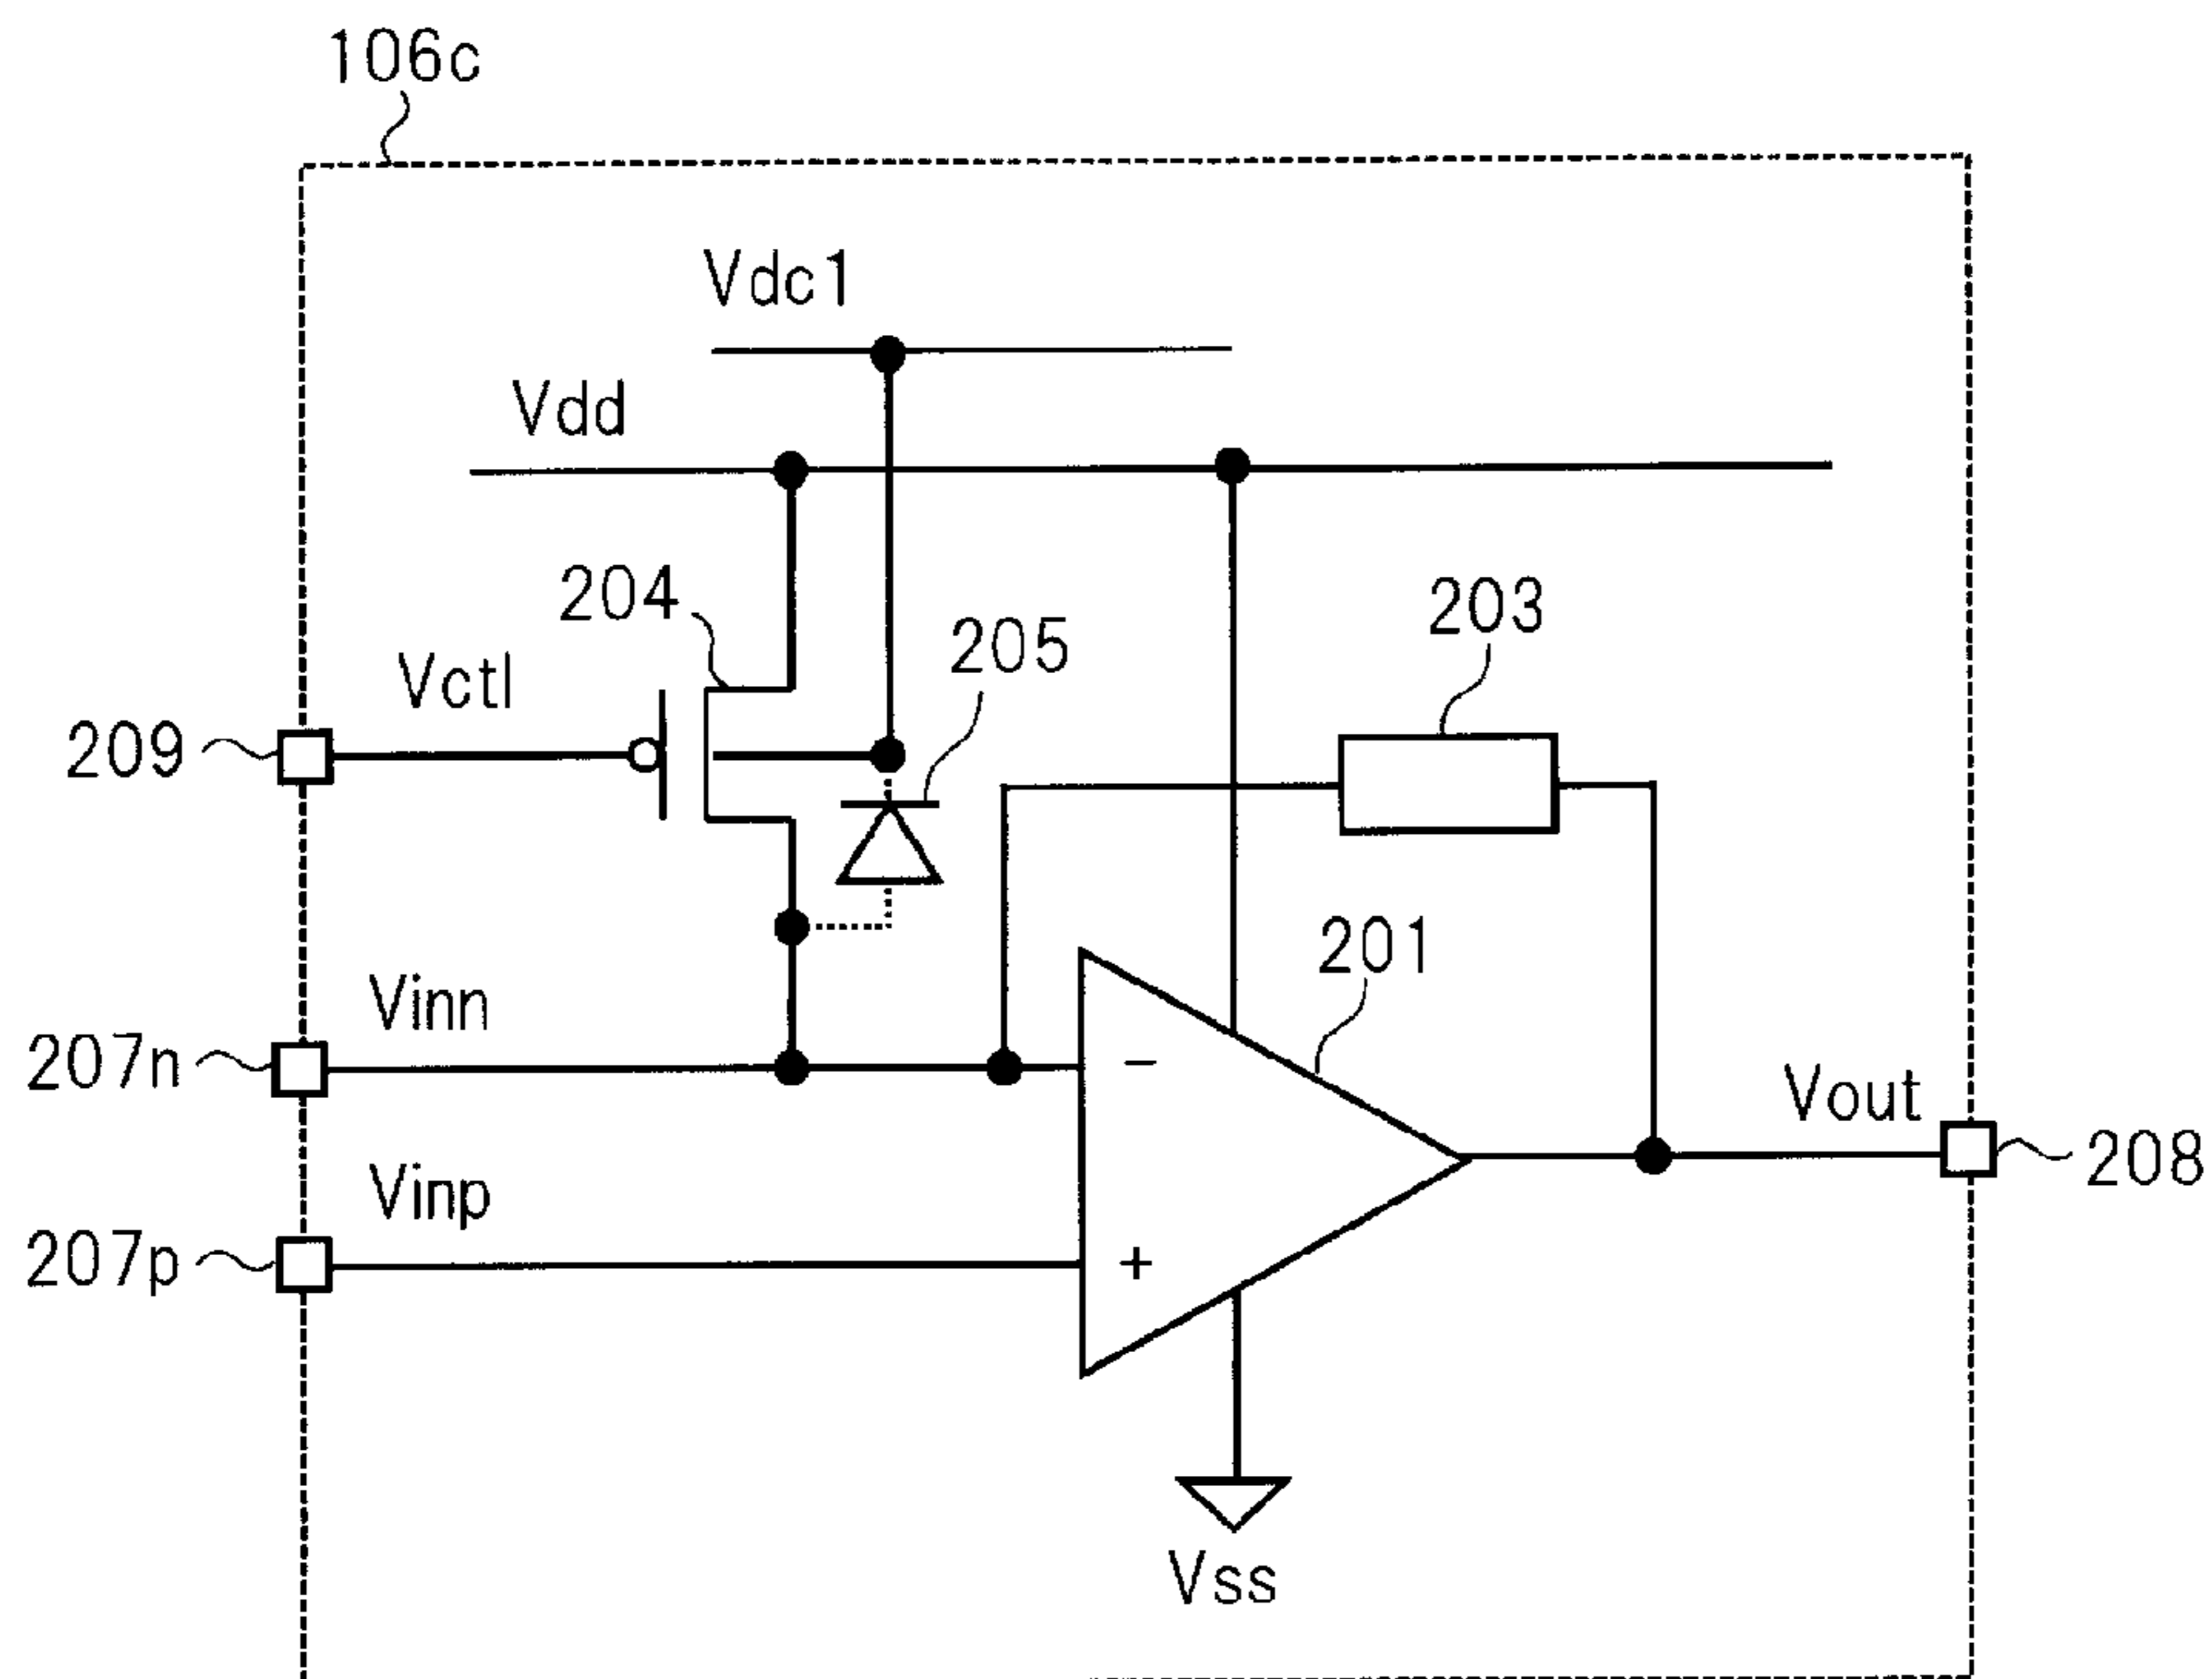 106c
Vdc1
Vdd
204
203
205
Vctl
209
201
Vinn
207n
Vout
208
Vinp
207p
−
+
Vss